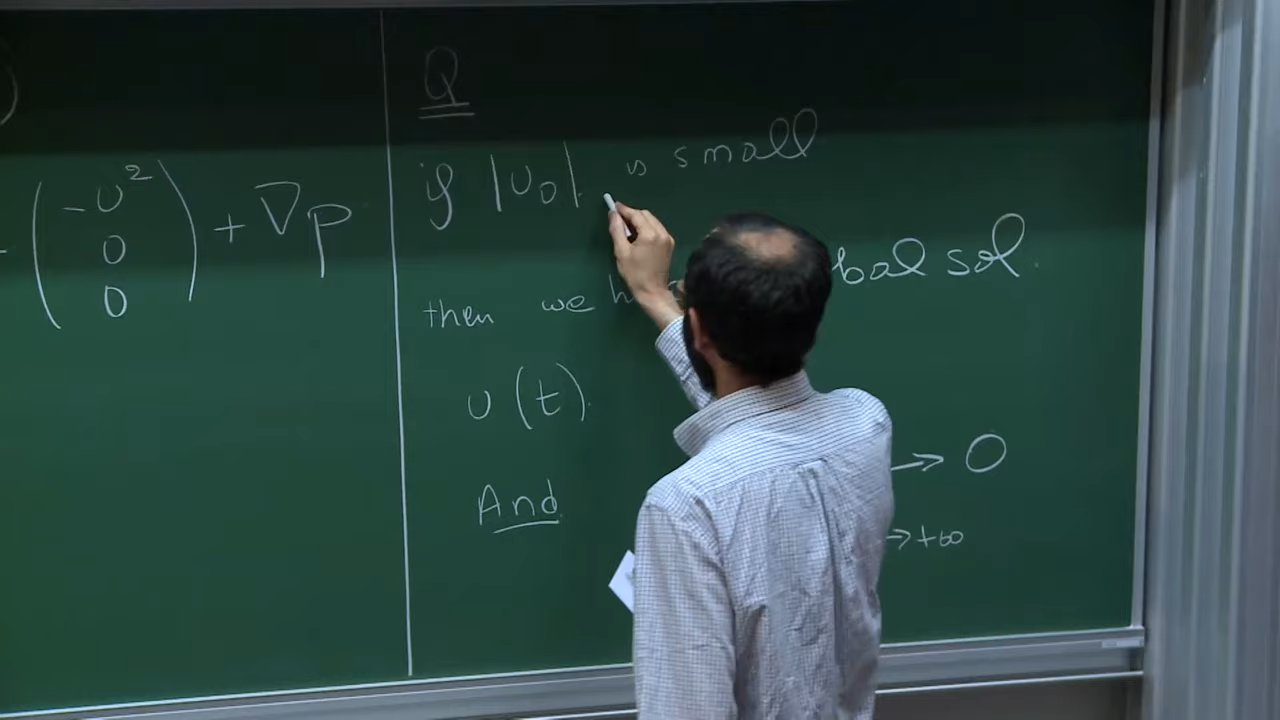 - ( -u² 0 0 ) + ∇p
Q
if |u₀| is small
then we bal sol.
u(t).
And
→ 0
→ +∞